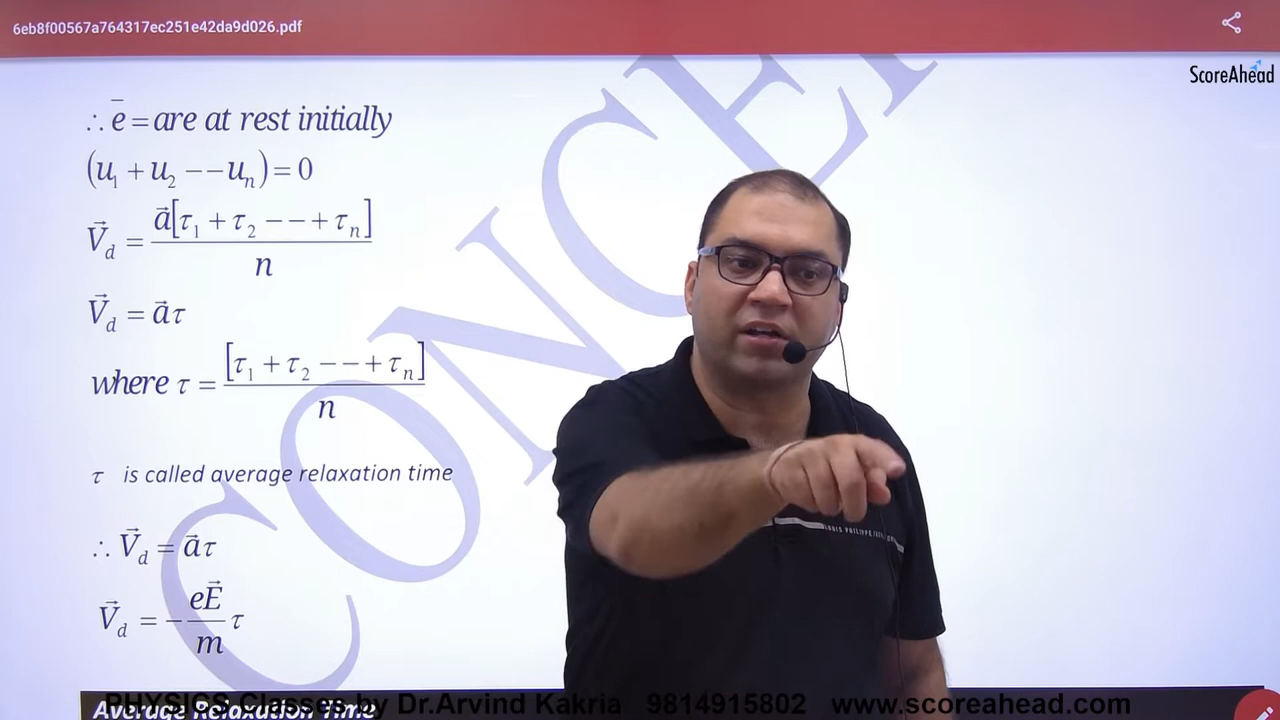 6eb8f00567a764317ec251e42da9d026.pdf
ScoreAhead
∴ e̅ = are at rest initially
(u₁ + u₂ −− uₙ) = 0
V⃗_d = a⃗[τ₁ + τ₂ −− + τₙ] / n
V⃗_d = a⃗τ
where τ = [τ₁ + τ₂ −− + τₙ] / n
τ is called average relaxation time
∴ V⃗_d = a⃗τ
V⃗_d = − eE⃗ / m τ
CONCEP
PHYSICS Classes by Dr.Arvind Kakria 9814915802 www.scoreahead.com
Average Relaxation Time